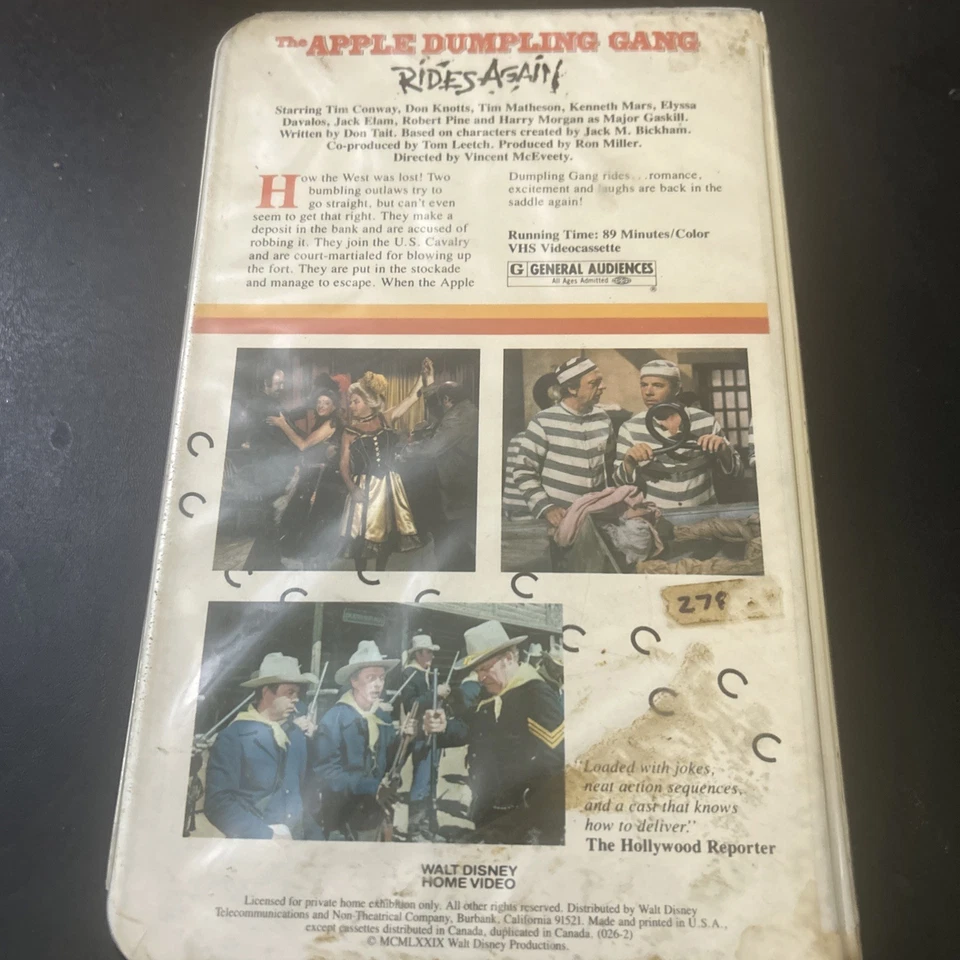 The APPLE DUMPLING GANG
RIDES AGAIN
Starring Tim Conway, Don Knotts, Tim Matheson, Kenneth Mars, Elyssa
Davalos, Jack Elam, Robert Pine and Harry Morgan as Major Gaskill.
Written by Don Tait. Based on characters created by Jack M. Bickham.
Co-produced by Tom Leetch. Produced by Ron Miller.
Directed by Vincent McEveety.
How the West was lost! Two
bumbling outlaws try to
go straight, but can't even
seem to get that right. They make a
deposit in the bank and are accused of
robbing it. They join the U.S. Cavalry
and are court-martialed for blowing up
the fort. They are put in the stockade
and manage to escape. When the Apple
Dumpling Gang rides...romance,
excitement and laughs are back in the
saddle again!
Running Time: 89 Minutes/Color
VHS Videocassette
G GENERAL AUDIENCES
All Ages Admitted
®
278
"Loaded with jokes,
neat action sequences,
and a cast that knows
how to deliver."
The Hollywood Reporter
WALT DISNEY
HOME VIDEO
Licensed for private home exhibition only. All other rights reserved. Distributed by Walt Disney
Telecommunications and Non-Theatrical Company, Burbank, California 91521. Made and printed in U.S.A.,
except cassettes distributed in Canada, duplicated in Canada. (026-2)
© MCMLXXIX Walt Disney Productions.